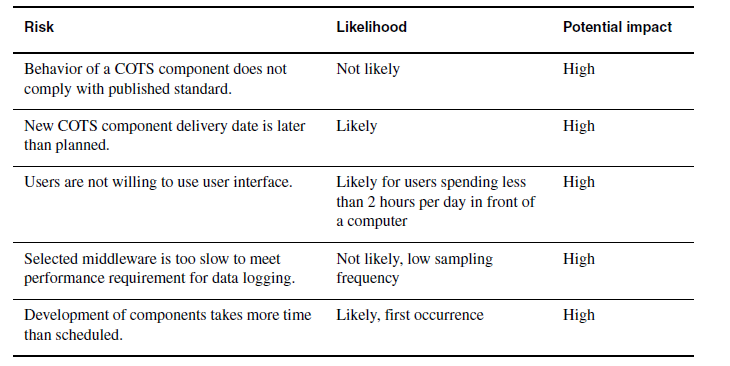 Risk Likelihood Potential impact
Behavior of a COTS component does not Not likely High
comply with published standard.
New COTS component delivery date is later Likely High
than planned.
Users are not willing to use user interface. Likely for users spending less High
than 2 hours per day in front of
a computer
Selected middleware is too slow to meet Not likely, low sampling High
performance requirement for data logging. frequency
Development of components takes more time Likely, first occurrence High
than scheduled.